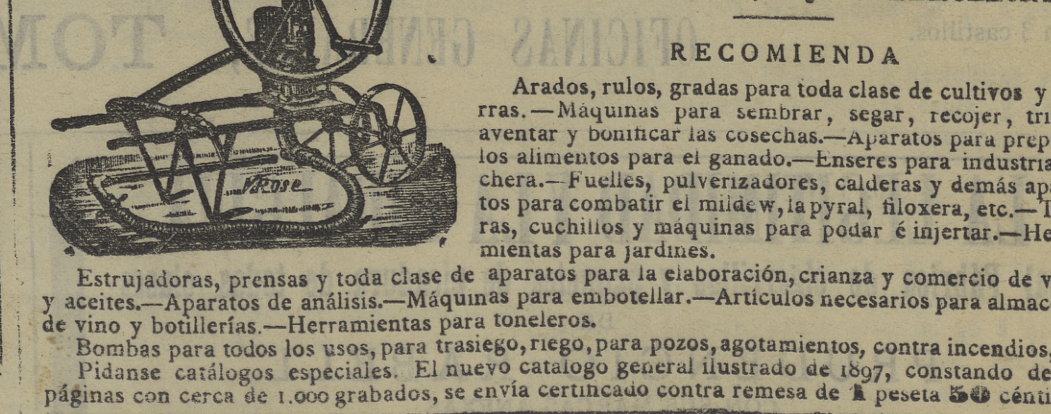 RECOMIENDA
Arados, rulos, gradas para toda clase de cultivos y
rras.—Máquinas para sembrar, segar, recojer, tri
aventar y bonificar las cosechas.—Aparatos para prep
los alimentos para el ganado.—Enseres para industria
chera.—Fuelles, pulverizadores, calderas y demás apa
tos para combatir el mildew, la pyral, filoxera, etc.—T
ras, cuchillos y máquinas para podar é injertar.—He
mientas para jardines.
V. Rose
Estrujadoras, prensas y toda clase de aparatos para la elaboración, crianza y comercio de v
y aceites.—Aparatos de análisis.—Máquinas para embotellar.—Artículos necesarios para almac
de vino y botillerías.—Herramientas para toneleros.
Bombas para todos los usos, para trasiego, riego, para pozos, agotamientos, contra incendios,
Pídanse catálogos especiales. El nuevo catalogo general ilustrado de 1897, constando de
páginas con cerca de 1.000 grabados, se envía certificado contra remesa de 1 peseta 50 cénti